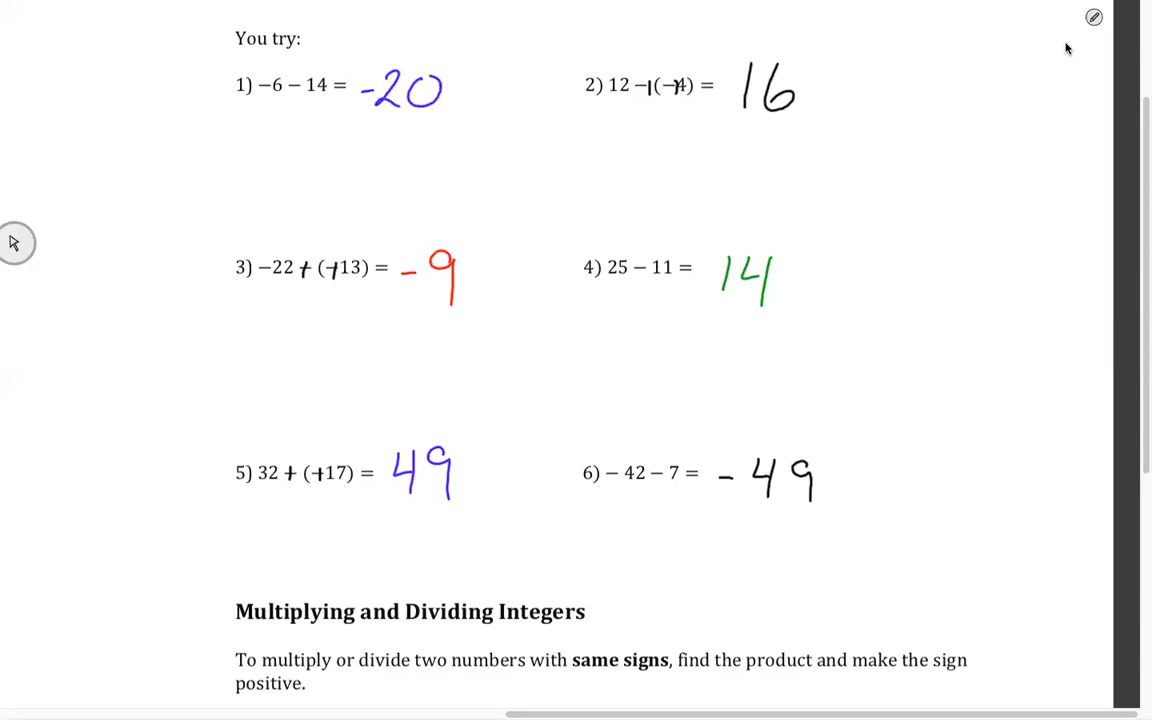 You try:
1) −6 − 14 = -20
2) 12 −(−4) = 16
3) −22 + (+13) = -9
4) 25 − 11 = 14
5) 32 + (+17) = 49
6) − 42 − 7 = -49
Multiplying and Dividing Integers
To multiply or divide two numbers with same signs, find the product and make the sign
positive.